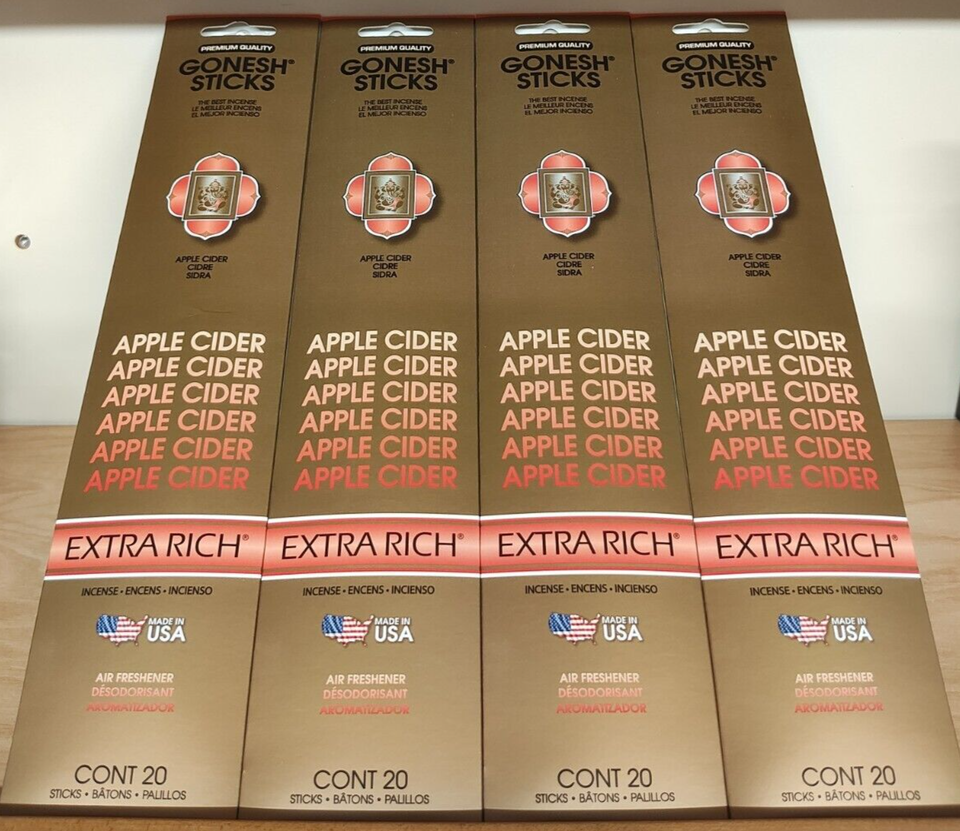 PREMIUM QUALITY
GONESH®
STICKS
THE BEST INCENSE
LE MEILLEUR ENCENS
EL MEJOR INCIENSO
APPLE CIDER
CIDRE
SIDRA
APPLE CIDER
APPLE CIDER
APPLE CIDER
APPLE CIDER
APPLE CIDER
APPLE CIDER
EXTRA RICH®
INCENSE • ENCENS • INCIENSO
MADE IN
USA
AIR FRESHENER
DÉSODORISANT
AROMATIZADOR
CONT 20
STICKS • BÂTONS • PALILLOS
PREMIUM QUALITY
GONESH®
STICKS
THE BEST INCENSE
LE MEILLEUR ENCENS
EL MEJOR INCIENSO
APPLE CIDER
CIDRE
SIDRA
APPLE CIDER
APPLE CIDER
APPLE CIDER
APPLE CIDER
APPLE CIDER
APPLE CIDER
EXTRA RICH®
INCENSE • ENCENS • INCIENSO
MADE IN
USA
AIR FRESHENER
DÉSODORISANT
AROMATIZADOR
CONT 20
STICKS • BÂTONS • PALILLOS
PREMIUM QUALITY
GONESH®
STICKS
THE BEST INCENSE
LE MEILLEUR ENCENS
EL MEJOR INCIENSO
APPLE CIDER
CIDRE
SIDRA
APPLE CIDER
APPLE CIDER
APPLE CIDER
APPLE CIDER
APPLE CIDER
APPLE CIDER
EXTRA RICH®
INCENSE • ENCENS • INCIENSO
MADE IN
USA
AIR FRESHENER
DÉSODORISANT
AROMATIZADOR
CONT 20
STICKS • BÂTONS • PALILLOS
PREMIUM QUALITY
GONESH®
STICKS
THE BEST INCENSE
LE MEILLEUR ENCENS
EL MEJOR INCIENSO
APPLE CIDER
CIDRE
SIDRA
APPLE CIDER
APPLE CIDER
APPLE CIDER
APPLE CIDER
APPLE CIDER
APPLE CIDER
EXTRA RICH®
INCENSE • ENCENS • INCIENSO
MADE IN
USA
AIR FRESHENER
DÉSODORISANT
AROMATIZADOR
CONT 20
STICKS • BÂTONS • PALILLOS